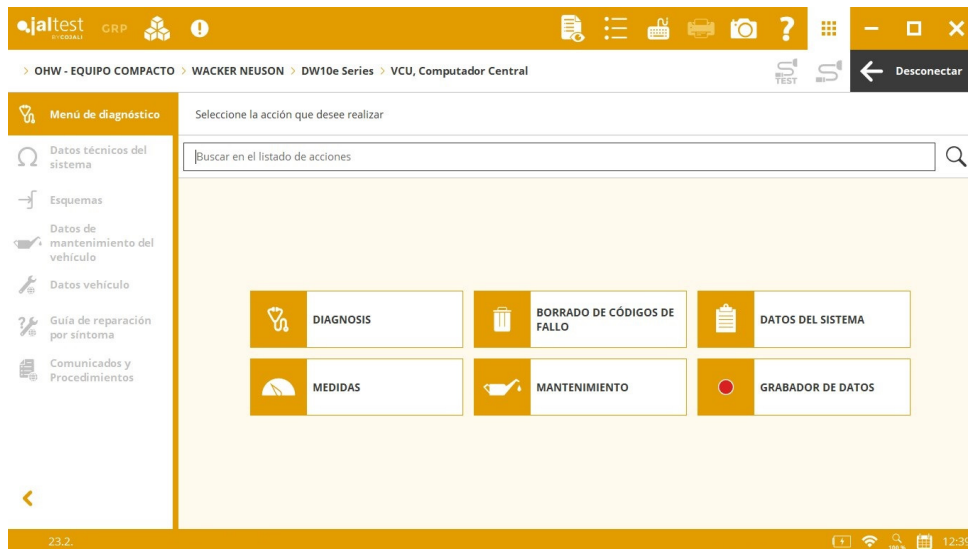 jaltest GRP
BY COJALI
TEST
> OHW - EQUIPO COMPACTO > WACKER NEUSON > DW10e Series > VCU, Computador Central
Desconectar
Menú de diagnóstico
Seleccione la acción que desee realizar
Datos técnicos del
sistema
Buscar en el listado de acciones
Esquemas
Datos de
mantenimiento del
vehículo
Datos vehículo
Guía de reparación
por síntoma
Comunicados y
Procedimientos
DIAGNOSIS
BORRADO DE CÓDIGOS DE
FALLO
DATOS DEL SISTEMA
MEDIDAS
MANTENIMIENTO
GRABADOR DE DATOS
23.2.
100 %
12:39